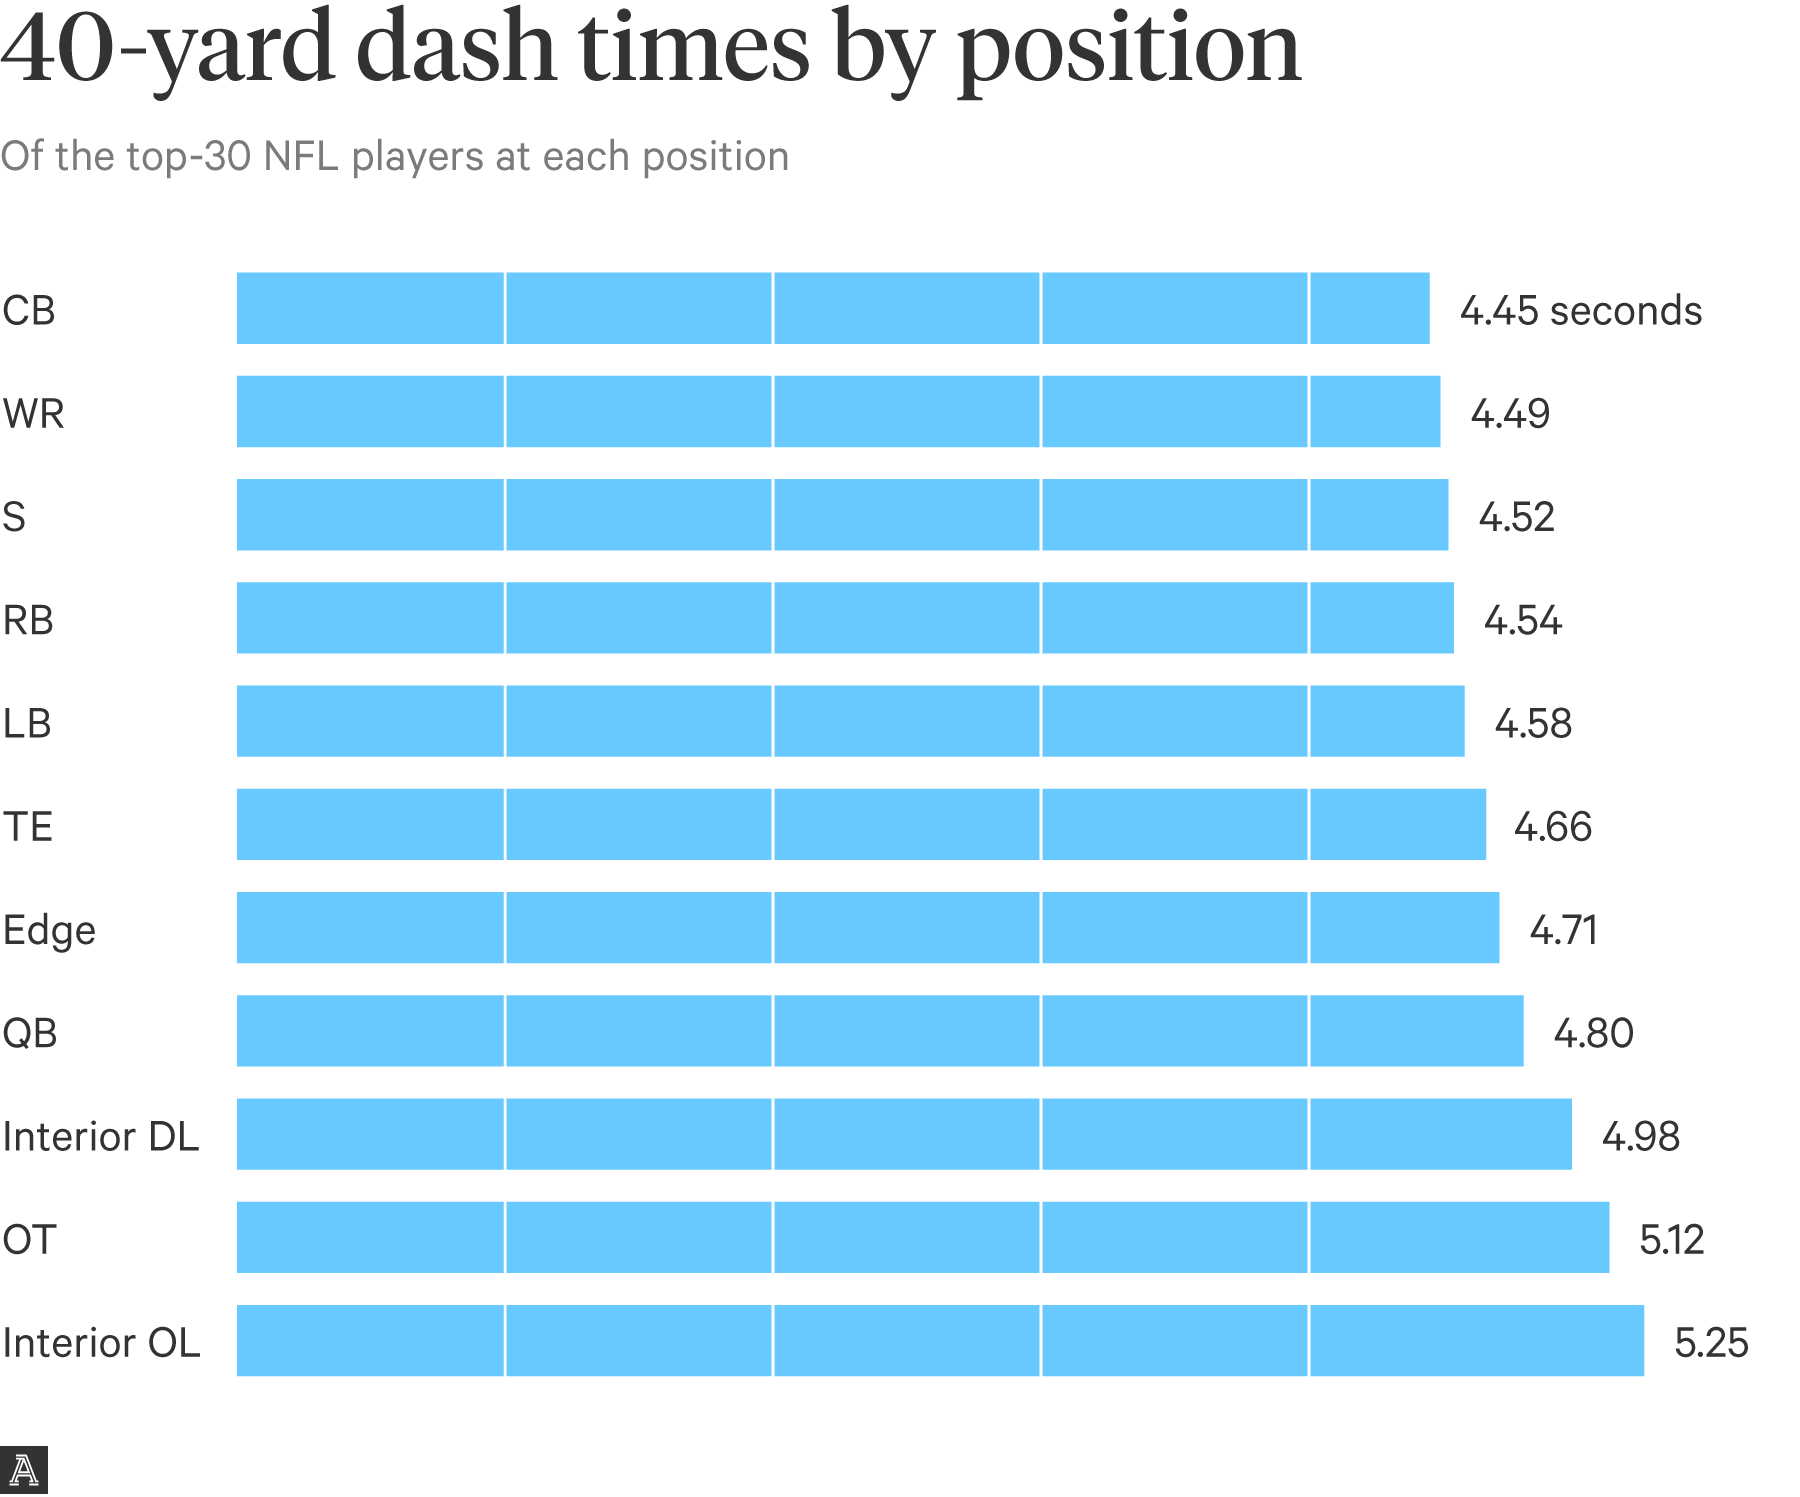 40-yard dash times by position
Of the top-30 NFL players at each position
CB 4.45 seconds
WR 4.49
S 4.52
RB 4.54
LB 4.58
TE 4.66
Edge 4.71
QB 4.80
Interior DL 4.98
OT 5.12
Interior OL 5.25
A